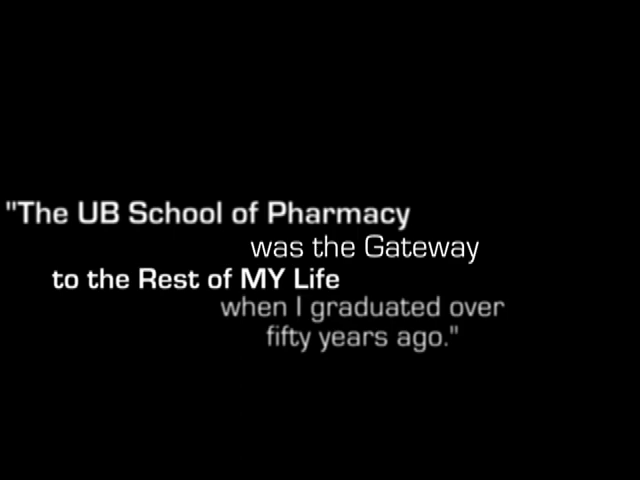 "The UB School of Pharmacy
was the Gateway
to the Rest of MY Life
when I graduated over
fifty years ago."